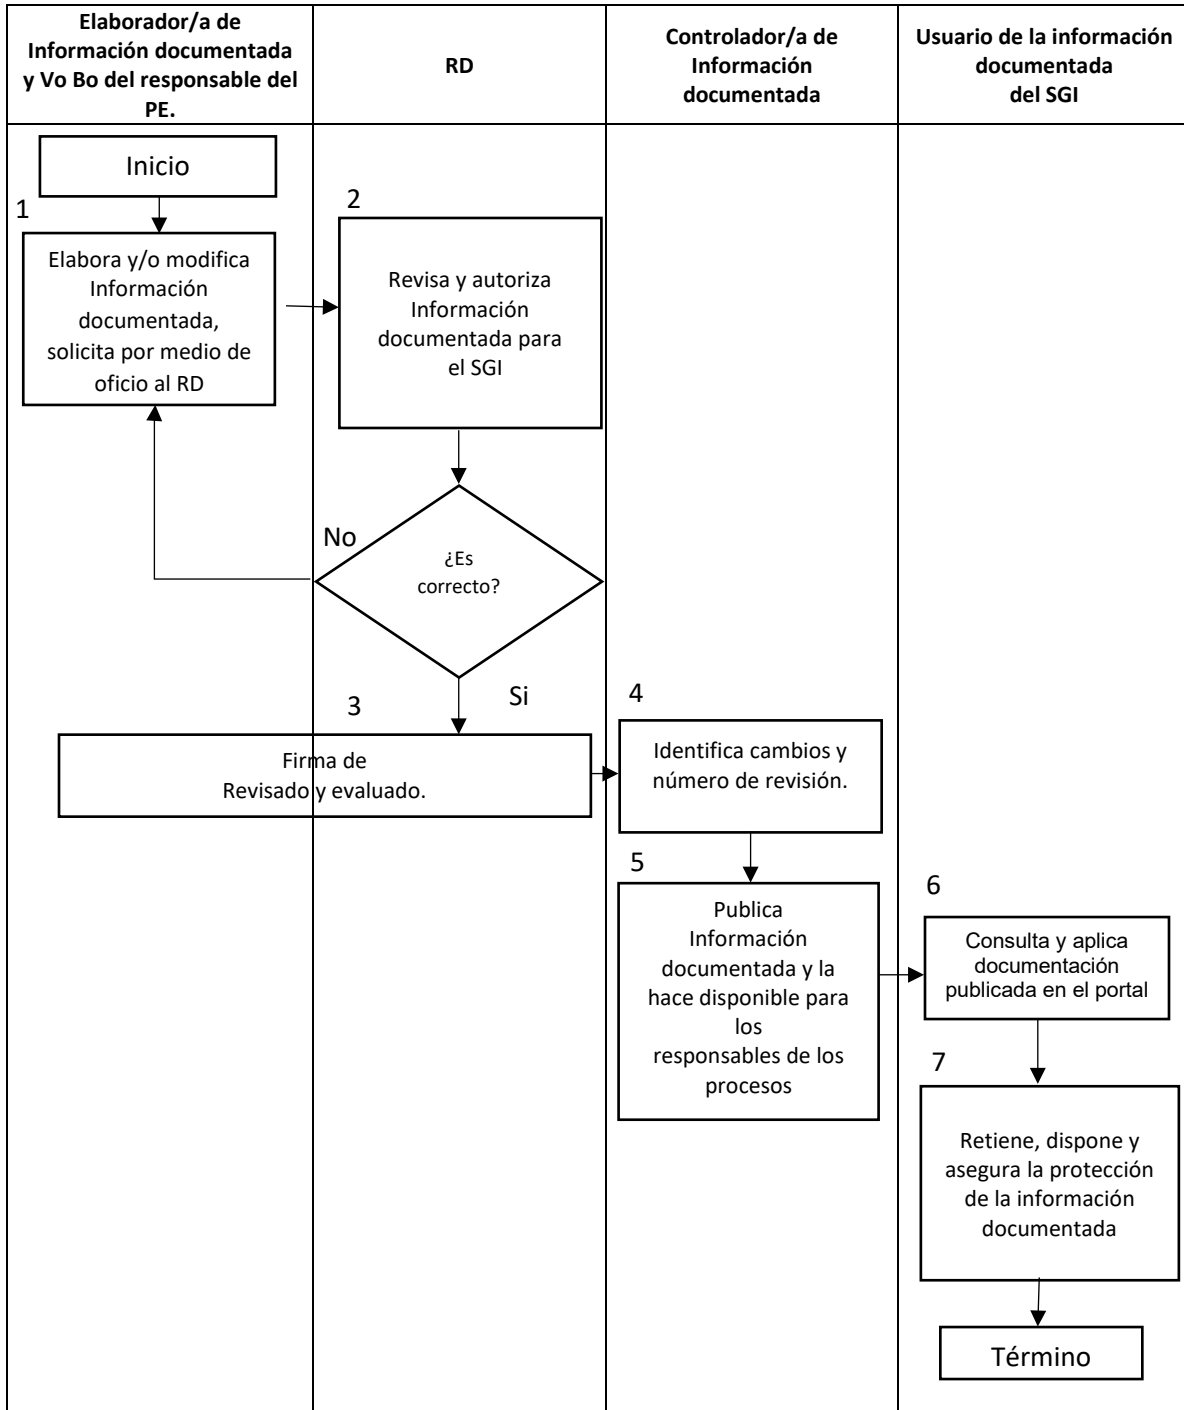 Elaborador/a de
Información documentada
y Vo Bo del responsable del
PE.
RD
Controlador/a de
Información
documentada
Usuario de la información
documentada
del SGI
Inicio
1
Elabora y/o modifica
Información
documentada,
solicita por medio de
oficio al RD
2
Revisa y autoriza
Información
documentada para
el SGI
No
¿Es
correcto?
Si
3
Firma de
Revisado y evaluado.
4
Identifica cambios y
número de revisión.
5
Publica
Información
documentada y la
hace disponible para
los
responsables de los
procesos
6
Consulta y aplica
documentación
publicada en el portal
7
Retiene, dispone y
asegura la protección
de la información
documentada
Término